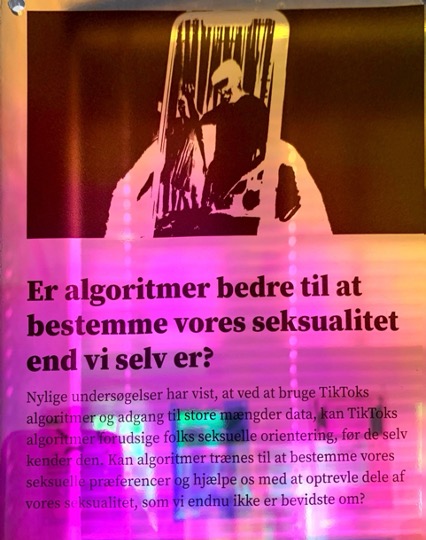 Er algoritmer bedre til at
bestemme vores seksualitet
end vi selv er?
Nylige undersøgelser har vist, at ved at bruge TikToks
algoritmer og adgang til store mængder data, kan TikToks
algoritmer forudsige folks seksuelle orientering, før de selv
kender den. Kan algoritmer trænes til at bestemme vores
seksuelle præferencer og hjælpe os med at optrevle dele af
vores seksualitet, som vi endnu ikke er bevidste om?